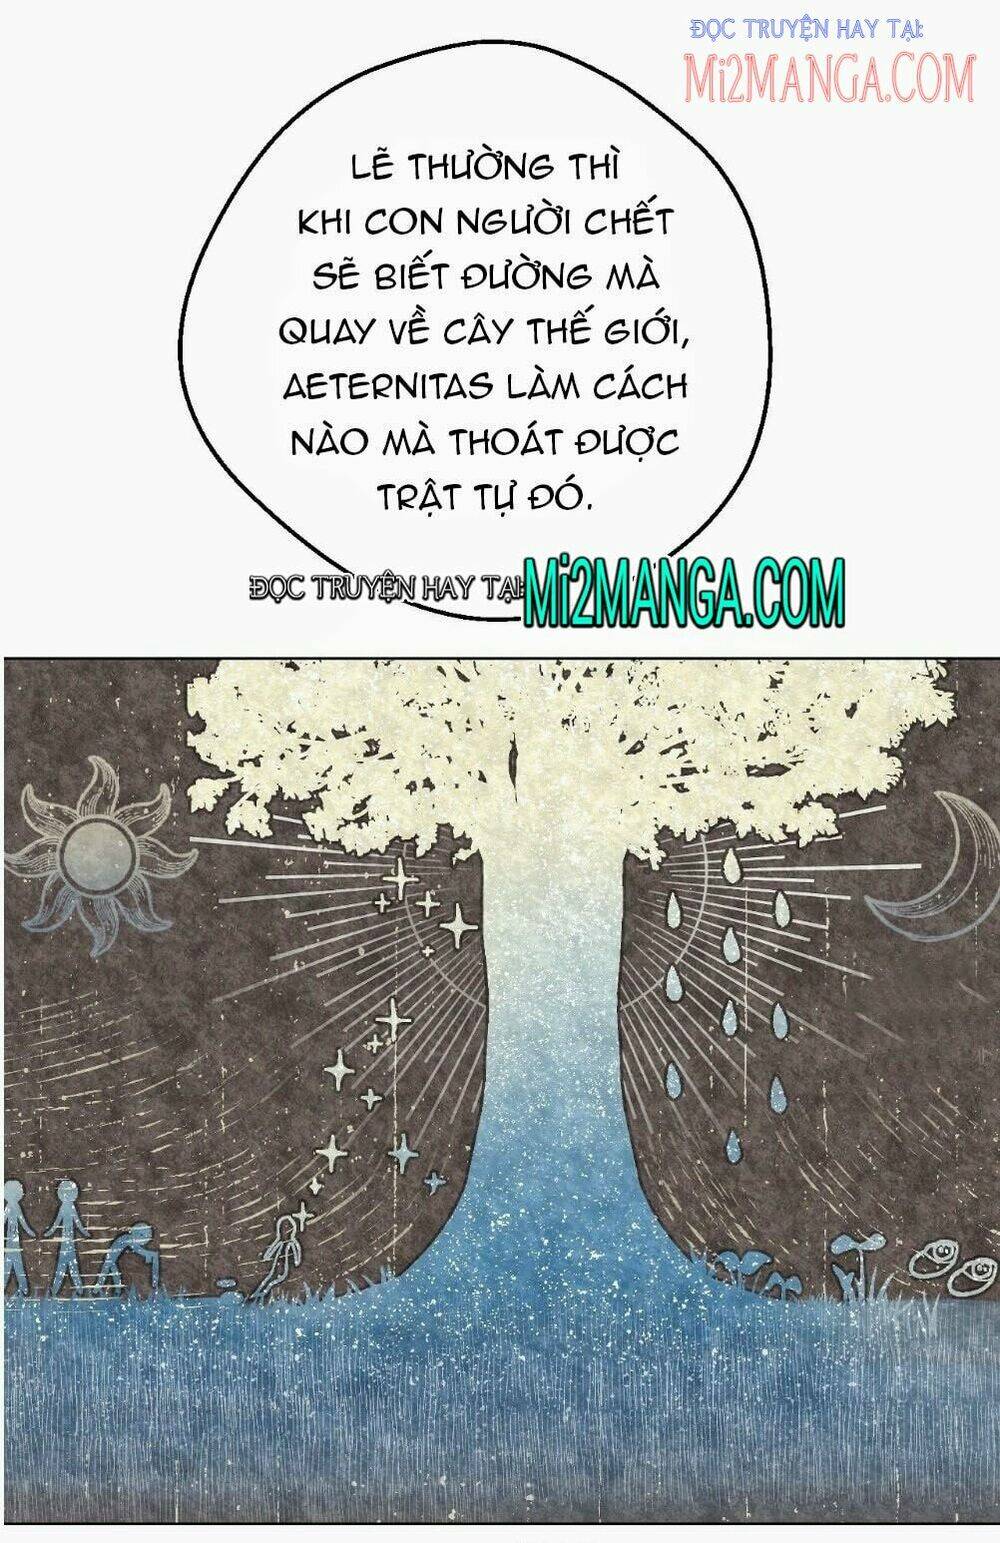 ĐỌC TRUYỆN HAY TẠI:
Mi2MANGA.COM
LẼ THƯỜNG THÌ
KHI CON NGƯỜI CHẾT
SẼ BIẾT ĐƯỜNG MÀ
QUAY VỀ CÂY THẾ GIỚI,
AETERNITAS LÀM CÁCH
NÀO MÀ THOÁT ĐƯỢC
TRẬT TỰ ĐÓ.
ĐỌC TRUYỆN HAY TẠI: Mi2MANGA.COM